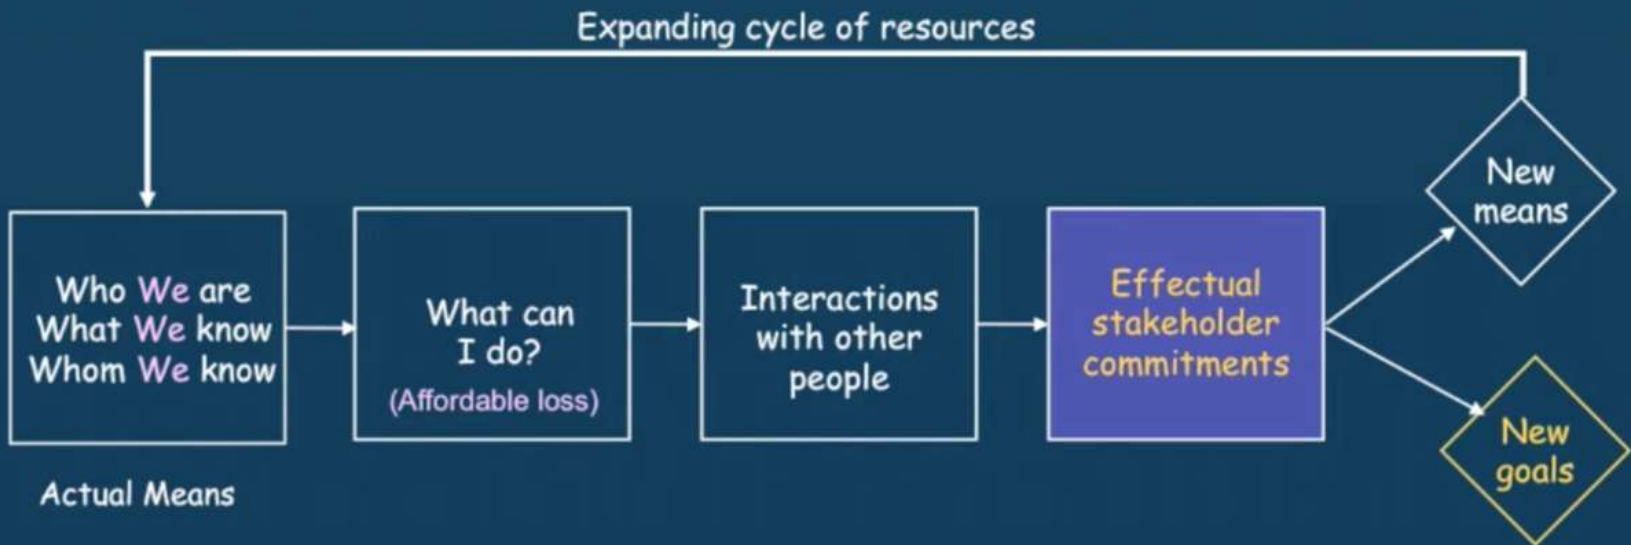 Expanding cycle of resources
Who We are
What We know
Whom We know
Actual Means
What can
I do?
(Affordable loss)
Interactions
with other
people
Effectual
stakeholder
commitments
New
means
New
goals